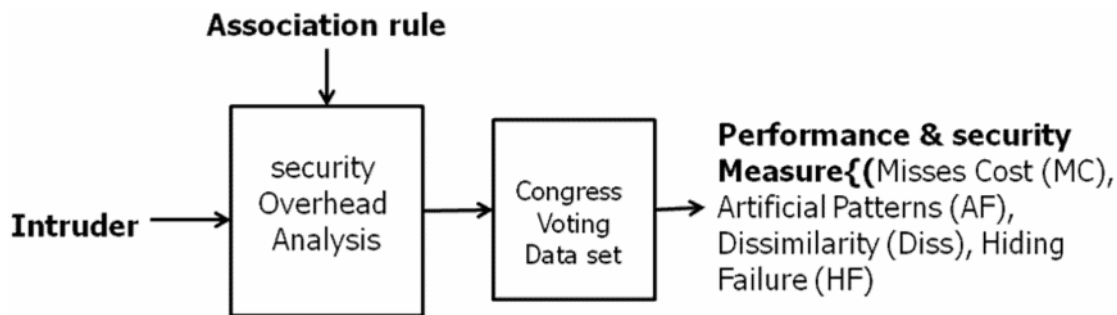 Association rule
Intruder
security
Overhead
Analysis
Congress
Voting
Data set
Performance & security
Measure{(Misses Cost (MC),
Artificial Patterns (AF),
Dissimilarity (Diss), Hiding
Failure (HF)